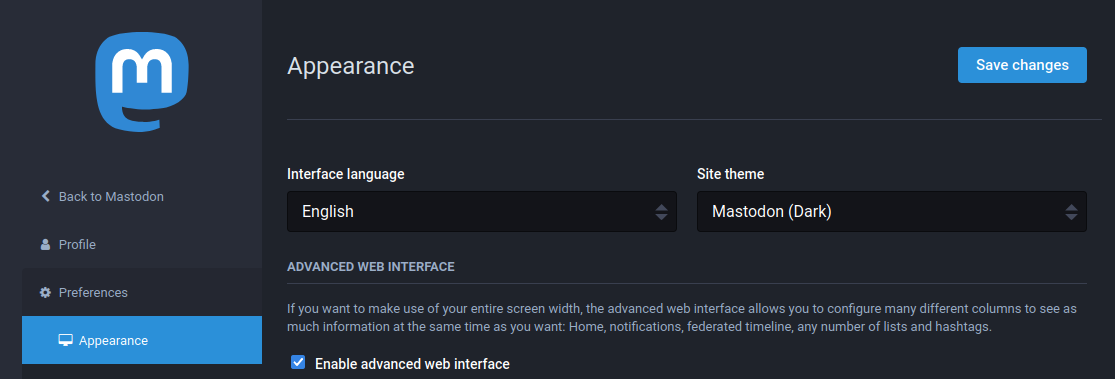 Appearance
Save changes
Back to Mastodon
Profile
Preferences
Appearance
Interface language
English
Site theme
Mastodon (Dark)
ADVANCED WEB INTERFACE
If you want to make use of your entire screen width, the advanced web interface allows you to configure many different columns to see as
much information at the same time as you want: Home, notifications, federated timeline, any number of lists and hashtags.
Enable advanced web interface